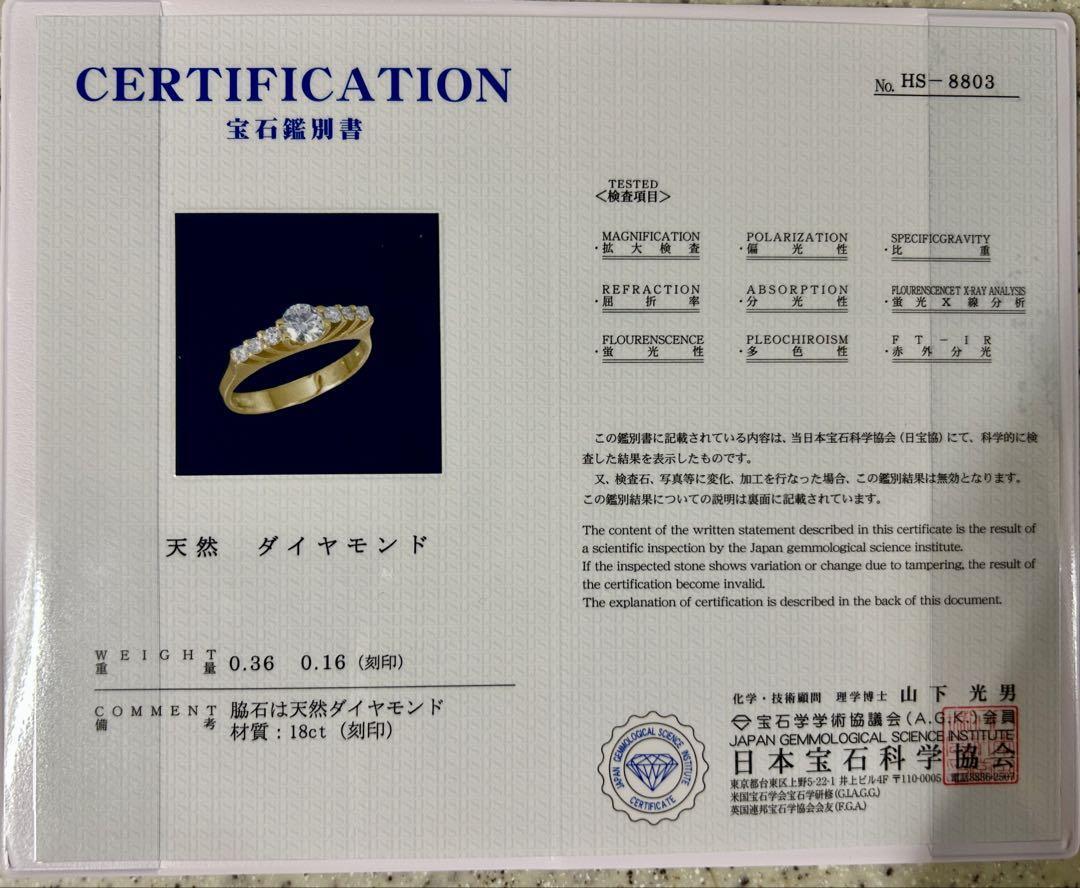 CERTIFICATION
宝石鑑別書
No. HS-8803
TESTED
<検査項目>
MAGNIFICATION
・拡大検査
POLARIZATION
・偏光性
SPECIFICGRAVITY
・比重
REFRACTION
・屈折率
ABSORPTION
・分光性
FLOURENSCENCET X-RAY ANALYSIS
・蛍光X線分析
FLOURENSCENCE
・蛍光性
PLEOCHIROISM
・多色性
FT-IR
・赤外分光
この鑑別書に記載されている内容は、当日本宝石科学協会(日宝協)にて、科学的に検
査した結果を表示したものです。
又、検査石、写真等に変化、加工を行なった場合、この鑑別結果は無効となります。
この鑑別結果についての説明は裏面に記載されています。
The content of the written statement described in this certificate is the result of
a scientific inspection by the Japan gemmological science institute.
If the inspected stone shows variation or change due to tampering, the result of
the certification become invalid.
The explanation of certification is described in the back of this document.
天然 ダイヤモンド
WEIGHT
重量 0.36 0.16 (刻印)
COMMENT
備考
脇石は天然ダイヤモンド
材質:18ct (刻印)
JAPAN GEMMOLOGICAL SCIENCE INSTITUTE
CERTIFICATE
化学・技術顧問 理学博士 山下光男
宝石学学術協議会(A.G.K.)会員
JAPAN GEMMOLOGICAL SCIENCE INSTITUTE
日本宝石科学協会
東京都台東区上野5-22-1 井上ビル4F 〒110-0005 電話3836-2507
米国宝石学会宝石学研修(G.I.A.G.G.)
英国連邦宝石学協会会友(F.G.A.)